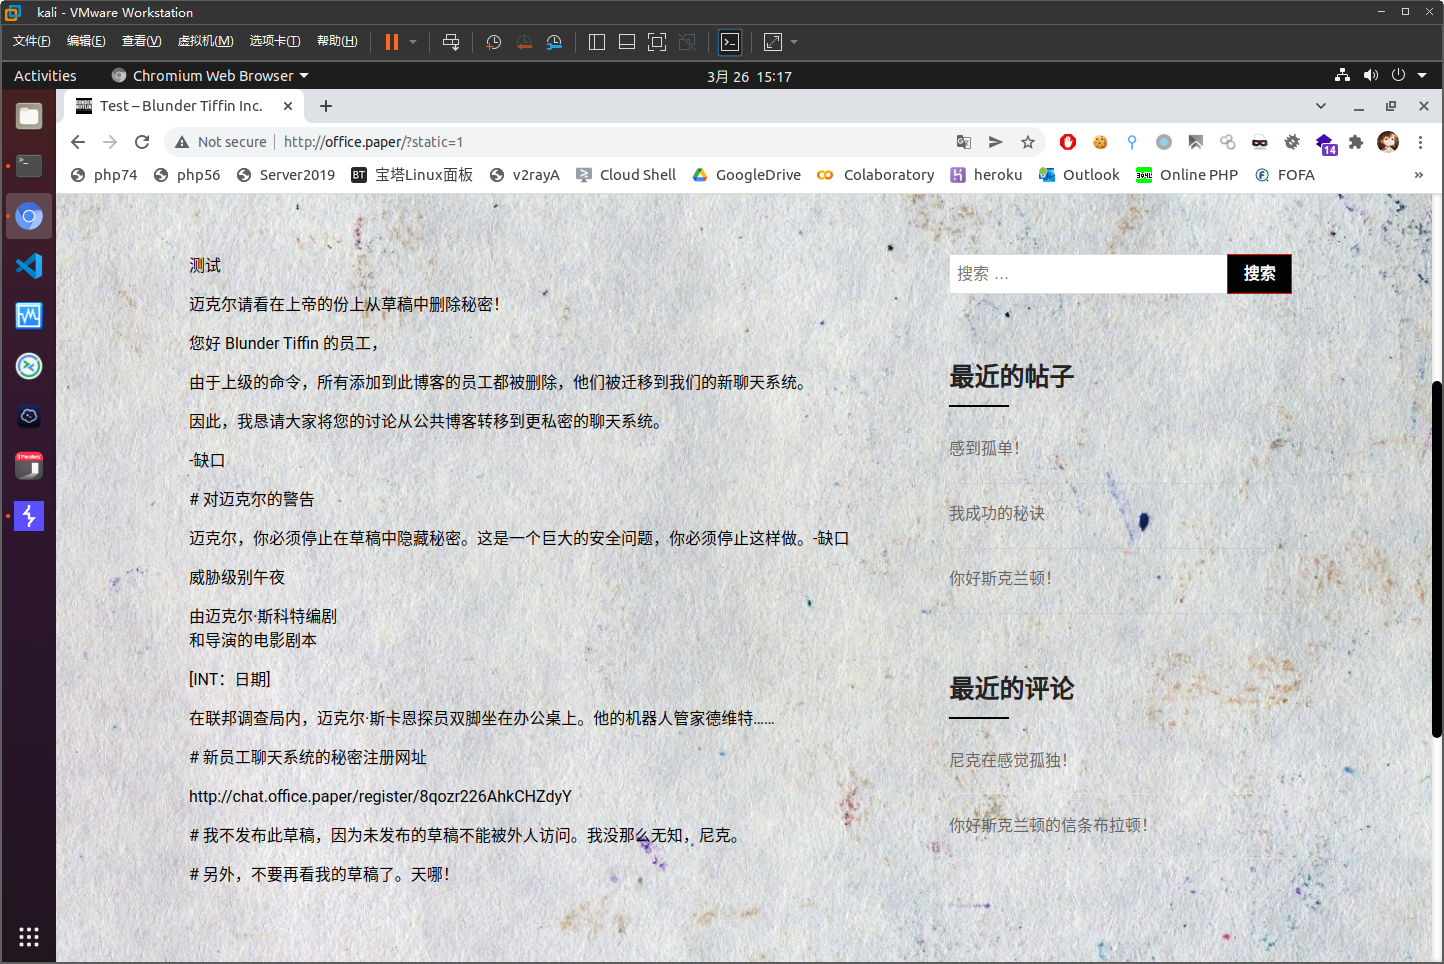 kali - VMware Workstation
文件(F) 编辑(E) 查看(V) 虚拟机(M) 选项卡(T) 帮助(H)
Activities Chromium Web Browser 3月 26 15:17
Test – Blunder Tiffin Inc.
Not secure http://office.paper/?static=1
14
php74 php56 Server2019 BT 宝塔Linux面板 v2rayA Cloud Shell GoogleDrive Colaboratory heroku Outlook Online PHP FOFA »
测试
迈克尔请看在上帝的份上从草稿中删除秘密！
您好 Blunder Tiffin 的员工，
由于上级的命令，所有添加到此博客的员工都被删除，他们被迁移到我们的新聊天系统。
因此，我恳请大家将您的讨论从公共博客转移到更私密的聊天系统。
-缺口
# 对迈克尔的警告
迈克尔，你必须停止在草稿中隐藏秘密。这是一个巨大的安全问题，你必须停止这样做。-缺口
威胁级别午夜
由迈克尔·斯科特编剧
和导演的电影剧本
[INT：日期]
在联邦调查局内，迈克尔·斯卡恩探员双脚坐在办公桌上。他的机器人管家德维特……
# 新员工聊天系统的秘密注册网址
http://chat.office.paper/register/8qozr226AhkCHZdyY
# 我不发布此草稿，因为未发布的草稿不能被外人访问。我没那么无知，尼克。
# 另外，不要再看我的草稿了。天哪！
搜索 …
搜索
最近的帖子
感到孤单！
我成功的秘诀
你好斯克兰顿！
最近的评论
尼克在感觉孤独！
你好斯克兰顿的信条布拉顿！